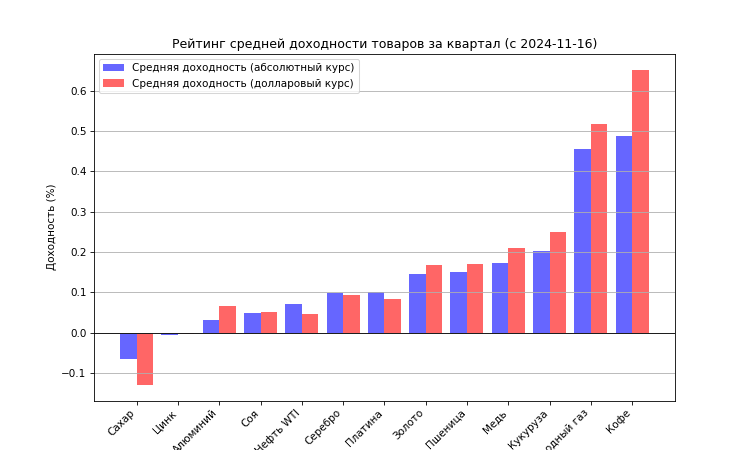 Рейтинг средней доходности товаров за квартал (с 2024-11-16)
Средняя доходность (абсолютный курс)
Средняя доходность (долларовый курс)
Доходность (%)
0.6
0.5
0.4
0.3
0.2
0.1
0.0
−0.1
Сахар
Цинк
Алюминий
Соя
Нефть WTI
Серебро
Платина
Золото
Пшеница
Медь
Кукуруза
газ
Кофе